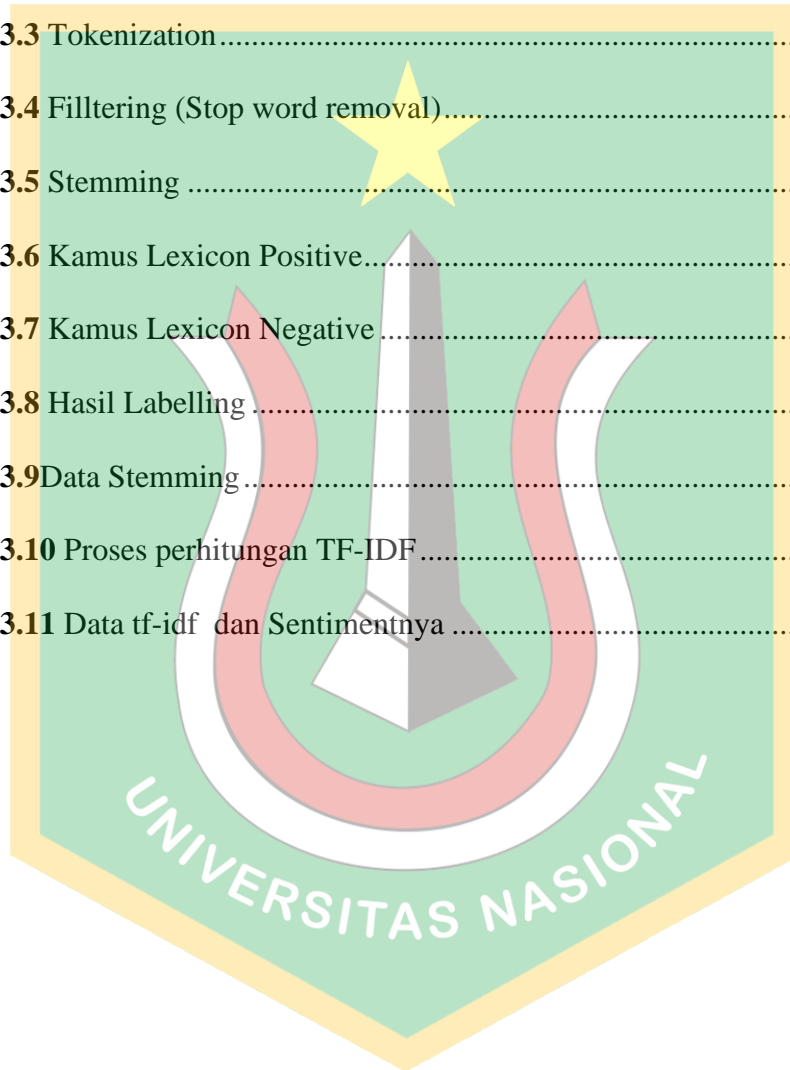 3.3 Tokenization
3.4 Filltering (Stop word removal)
3.5 Stemming
3.6 Kamus Lexicon Positive
3.7 Kamus Lexicon Negative
3.8 Hasil Labelling
3.9Data Stemming
3.10 Proses perhitungan TF-IDF
3.11 Data tf-idf dan Sentimentnya
UNIVERSITAS NASIONAL